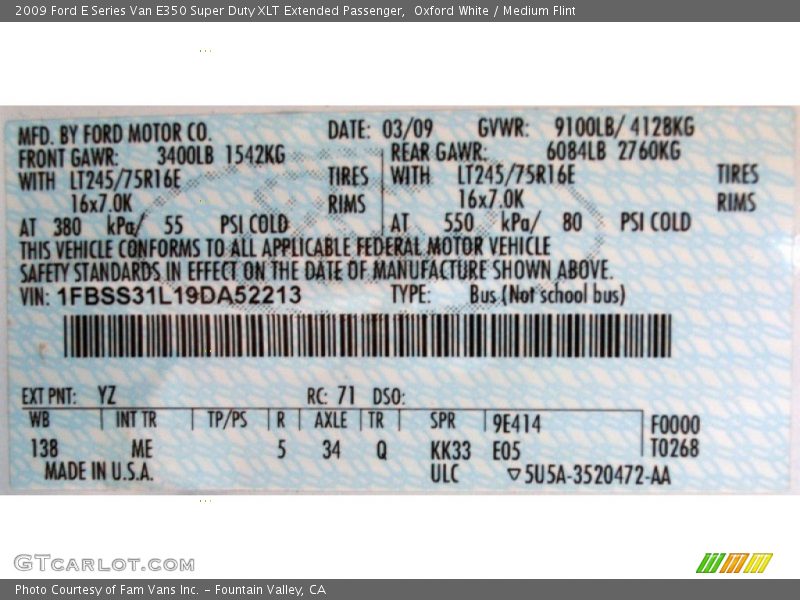 2009 Ford E Series Van E350 Super Duty XLT Extended Passenger,  Oxford White / Medium Flint
MFD. BY FORD MOTOR CO. DATE: 03/09 GVWR: 9100LB/ 4128KG
FRONT GAWR: 3400LB 1542KG REAR GAWR: 6084LB 2760KG
WITH LT245/75R16E TIRES WITH LT245/75R16E TIRES
16x7.0K RIMS 16x7.0K RIMS
AT 380 kPa/ 55 PSI COLD AT 550 kPa/ 80 PSI COLD
THIS VEHICLE CONFORMS TO ALL APPLICABLE FEDERAL MOTOR VEHICLE
SAFETY STANDARDS IN EFFECT ON THE DATE OF MANUFACTURE SHOWN ABOVE.
VIN: 1FBSS31L19DA52213 TYPE: Bus (Not school bus)
EXT PNT: YZ RC: 71 DSO:
WB INT TR TP/PS R AXLE TR SPR 9E414 F0000
138 ME 5 34 Q KK33 E05 T0268
MADE IN U.S.A. ULC ▽5U5A-3520472-AA
GTCARLOT.COM
Photo Courtesy of Fam Vans Inc. - Fountain Valley, CA